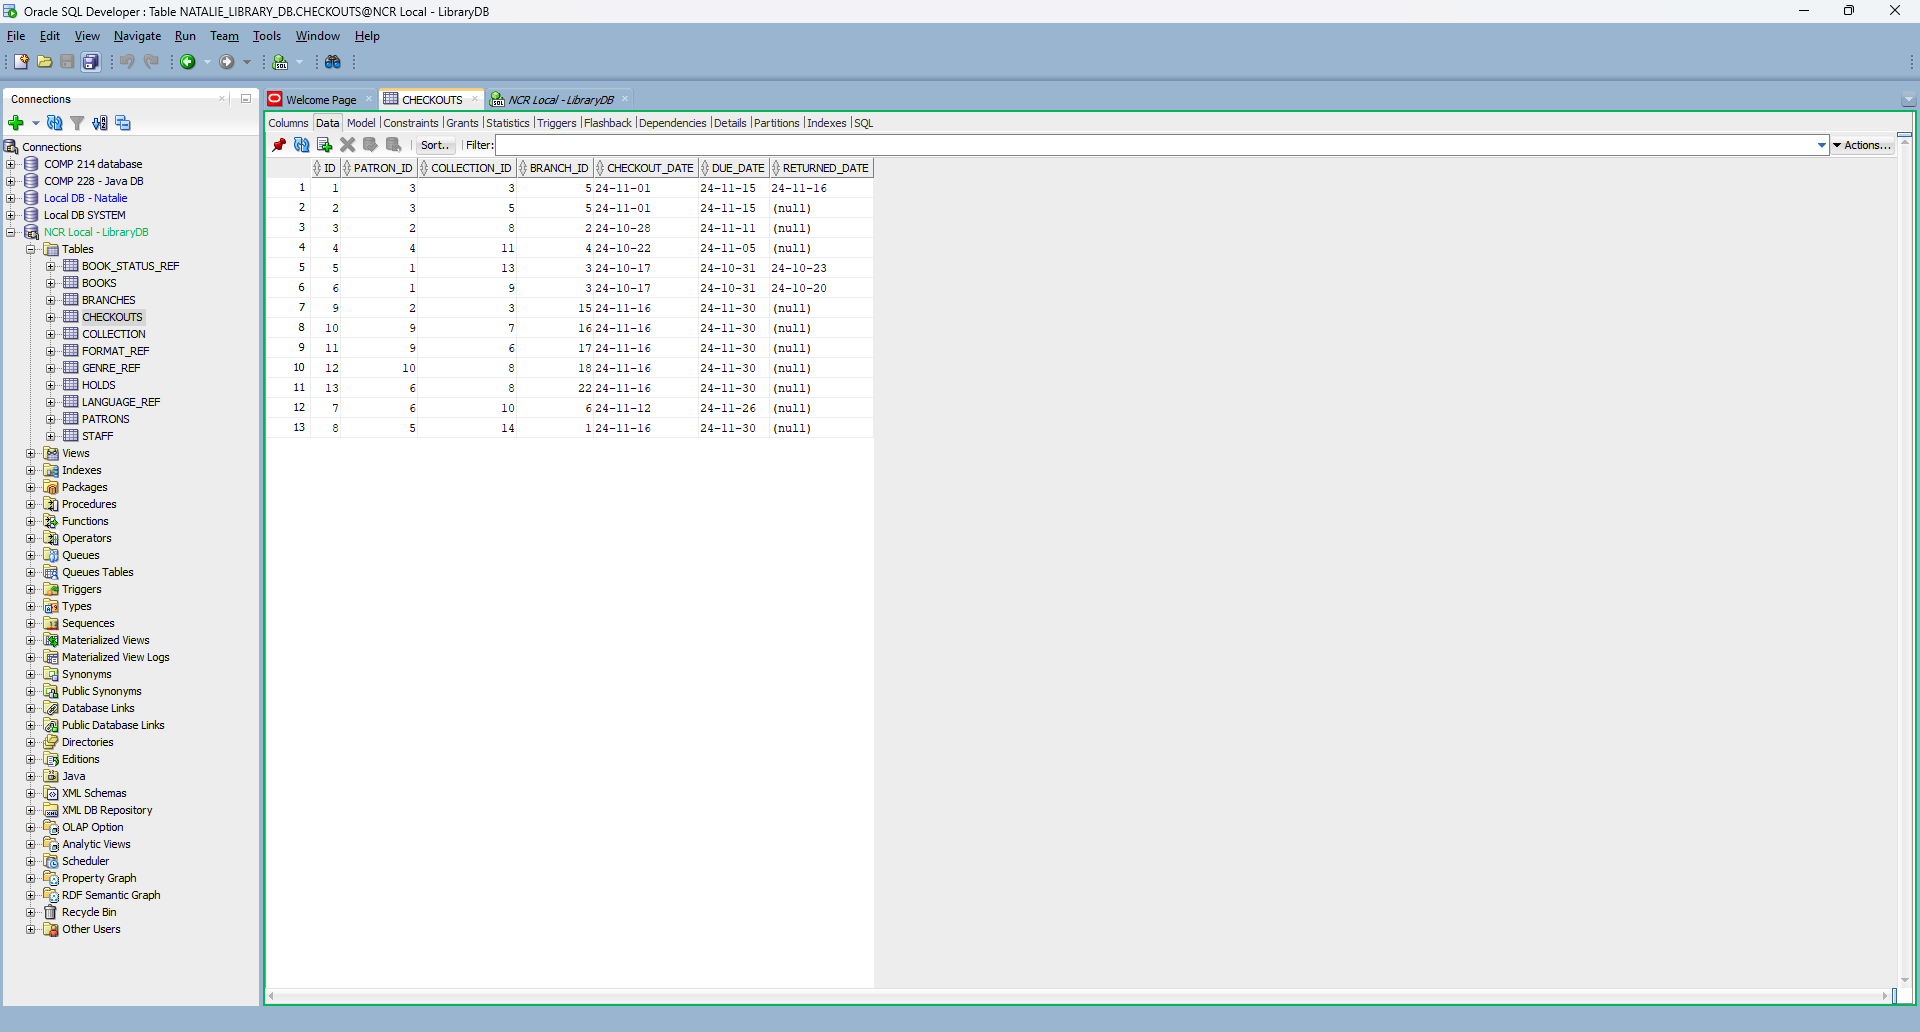 Oracle SQL Developer : Table NATALIE_LIBRARY_DB.CHECKOUTS@NCR Local - LibraryDB
File Edit View Navigate Run Team Tools Window Help
Connections
Welcome Page CHECKOUTS NCR Local - LibraryDB
Columns Data Model Constraints Grants Statistics Triggers Flashback Dependencies Details Partitions Indexes SQL
Sort.. Filter: Actions...
ID PATRON_ID COLLECTION_ID BRANCH_ID CHECKOUT_DATE DUE_DATE RETURNED_DATE
1 1 3 3 5 24-11-01 24-11-15 24-11-16
2 2 3 5 5 24-11-01 24-11-15 (null)
3 3 2 8 2 24-10-28 24-11-11 (null)
4 4 4 11 4 24-10-22 24-11-05 (null)
5 5 1 13 3 24-10-17 24-10-31 24-10-23
6 6 1 9 3 24-10-17 24-10-31 24-10-20
7 9 2 3 15 24-11-16 24-11-30 (null)
8 10 9 7 16 24-11-16 24-11-30 (null)
9 11 9 6 17 24-11-16 24-11-30 (null)
10 12 10 8 18 24-11-16 24-11-30 (null)
11 13 6 8 22 24-11-16 24-11-30 (null)
12 7 6 10 6 24-11-12 24-11-26 (null)
13 8 5 14 1 24-11-16 24-11-30 (null)
Connections
COMP 214 database
COMP 228 - Java DB
Local DB - Natalie
Local DB SYSTEM
NCR Local - LibraryDB
Tables
BOOK_STATUS_REF
BOOKS
BRANCHES
CHECKOUTS
COLLECTION
FORMAT_REF
GENRE_REF
HOLDS
LANGUAGE_REF
PATRONS
STAFF
Views
Indexes
Packages
Procedures
Functions
Operators
Queues
Queues Tables
Triggers
Types
Sequences
Materialized Views
Materialized View Logs
Synonyms
Public Synonyms
Database Links
Public Database Links
Directories
Editions
Java
XML Schemas
XML DB Repository
OLAP Option
Analytic Views
Scheduler
Property Graph
RDF Semantic Graph
Recycle Bin
Other Users